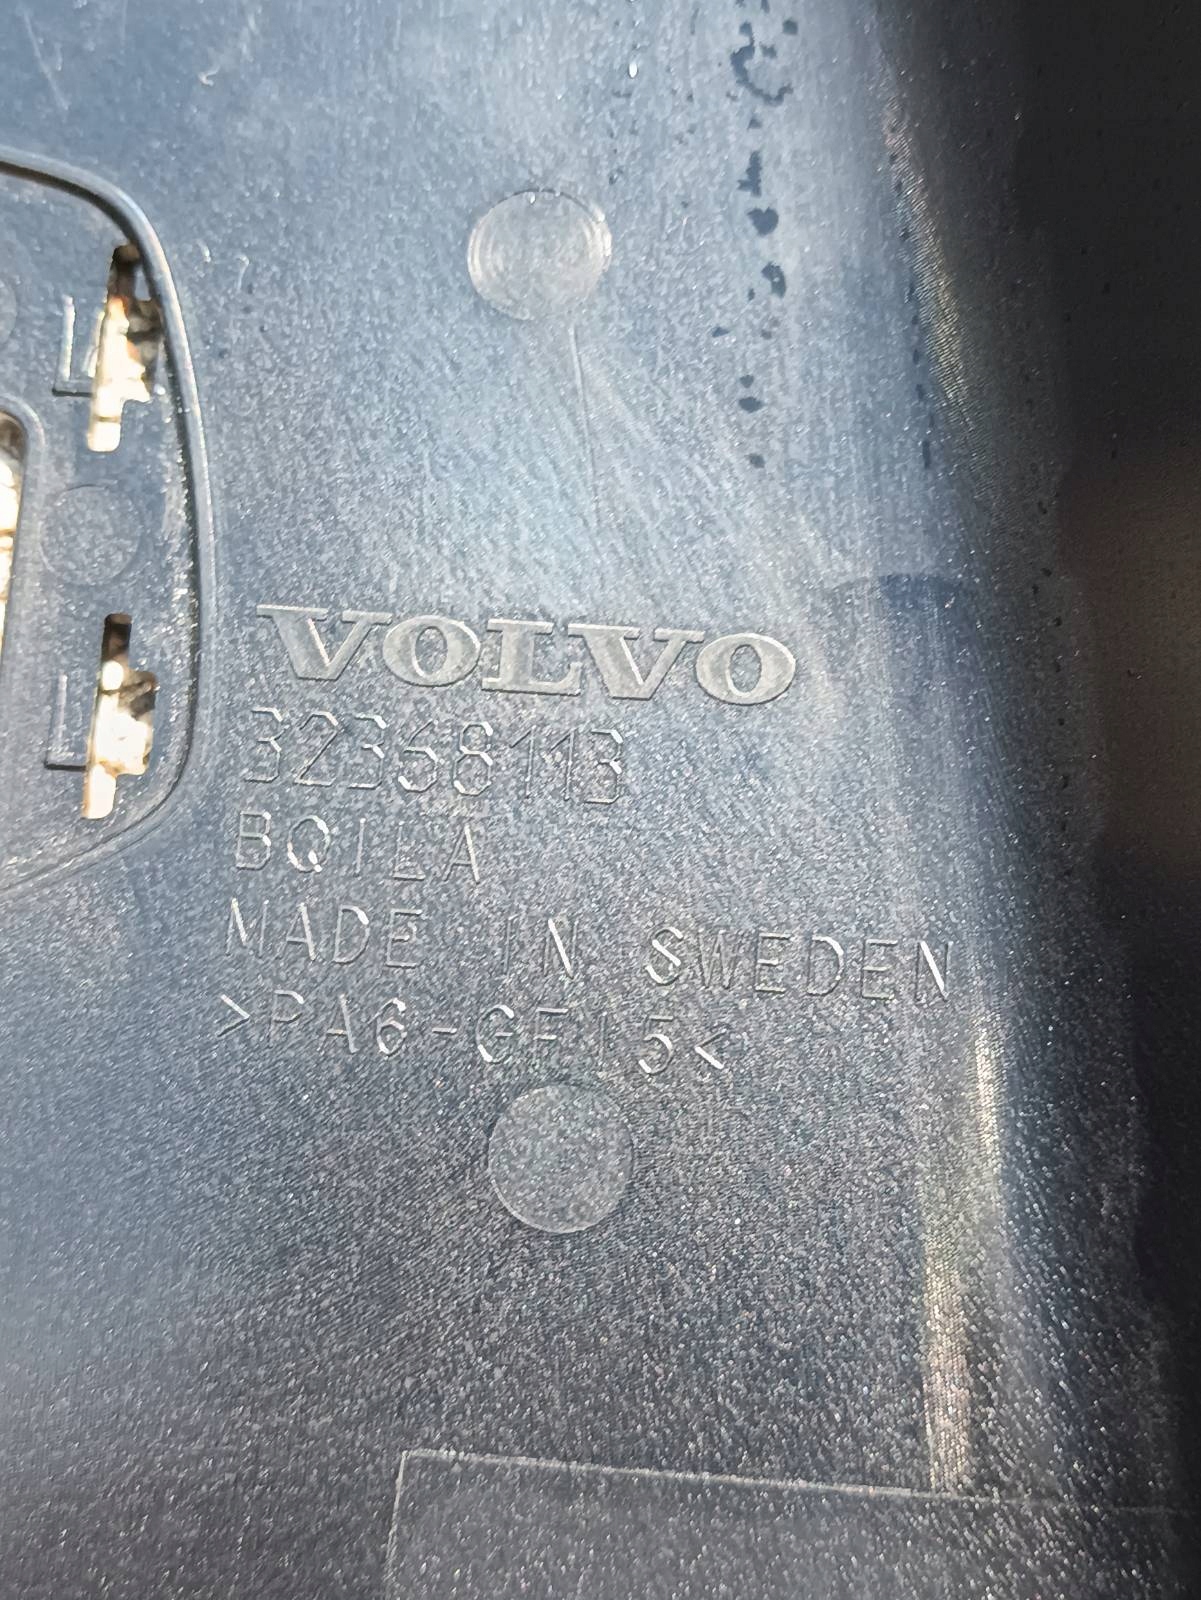 VOLVO
32368113
BQILA
MADE IN SWEDEN
>PA6-GF15<